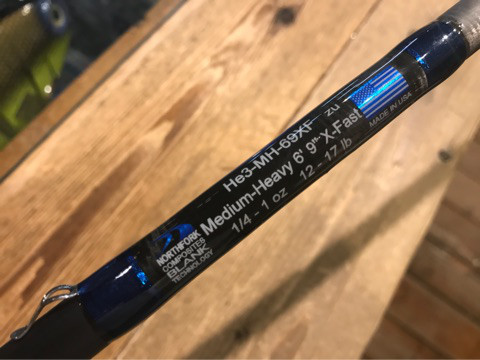 He3-MH-69XF zu
Medium-Heavy 6' 9" X-Fast
1/4 - 1 oz 12 - 17 lb
MADE IN USA
NORTHFORK
COMPOSITES
BLANK
TECHNOLOGY